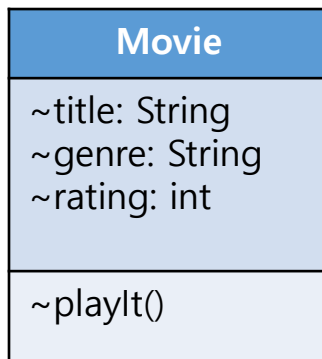 Movie
~title: String
~genre: String
~rating: int
~playIt()